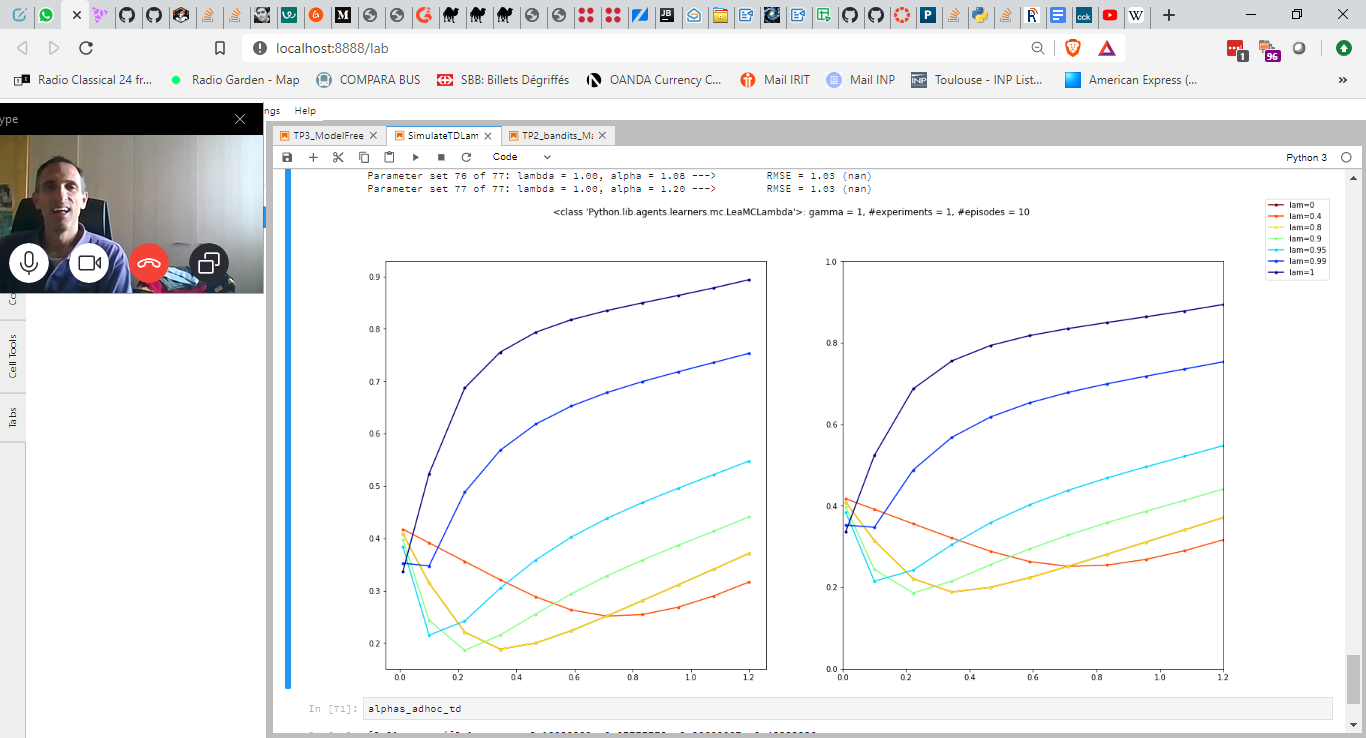 localhost:8888/lab
1
96
Radio Classical 24 fr...
Radio Garden - Map
COMPARA BUS
SBB: Billets Dégriffés
OANDA Currency C...
Mail IRIT
Mail INP
Toulouse - INP List...
American Express (...
ype
ngs
Help
TP3_ModelFree
SimulateTDLam
TP2_bandits_Ma
Code
Python 3
Parameter set 76 of 77: lambda = 1.00, alpha = 1.08 ---> RMSE = 1.03 (nan)
Parameter set 77 of 77: lambda = 1.00, alpha = 1.20 ---> RMSE = 1.03 (nan)
<class 'Python.lib.agents.learners.mc.LeaMCLambda'>: gamma = 1, #experiments = 1, #episodes = 10
lam=0
lam=0.4
lam=0.8
lam=0.9
lam=0.95
lam=0.99
lam=1
0.9
0.8
0.7
0.6
0.5
0.4
0.3
0.2
0.0 0.2 0.4 0.6 0.8 1.0 1.2
1.0
0.8
0.6
0.4
0.2
0.0
0.0 0.2 0.4 0.6 0.8 1.0 1.2
Cell Tools
Tabs
In [71]:
alphas_adhoc_td